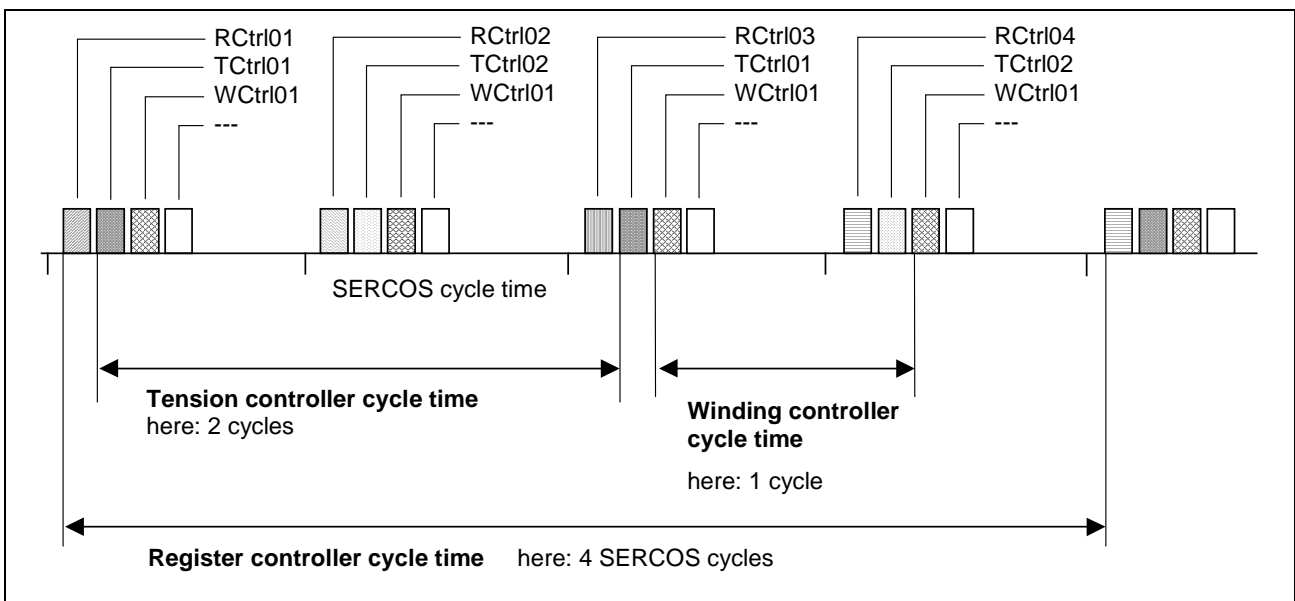 RCtrl01
TCtrl01
WCtrl01
---
RCtrl02
TCtrl02
WCtrl01
---
RCtrl03
TCtrl01
WCtrl01
---
RCtrl04
TCtrl02
WCtrl01
---
SERCOS cycle time
Tension controller cycle time
here: 2 cycles
Winding controller
cycle time
here: 1 cycle
Register controller cycle time here: 4 SERCOS cycles